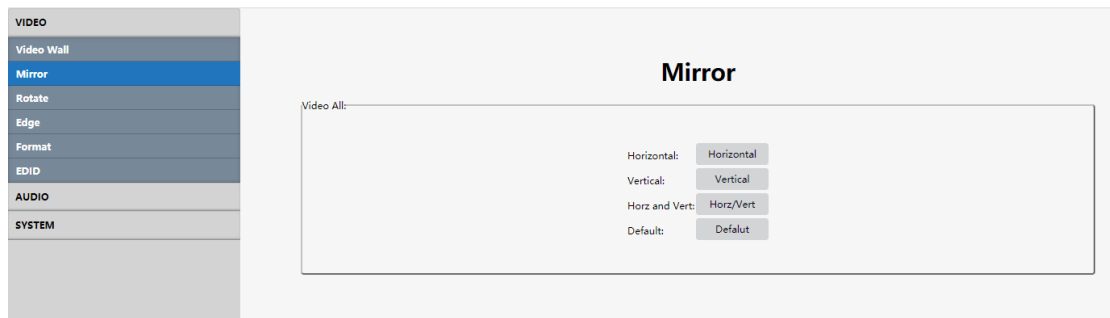 VIDEO
Video Wall
Mirror
Rotate
Edge
Format
EDID
AUDIO
SYSTEM
Mirror
Video All:
Horizontal: Horizontal
Vertical: Vertical
Horz and Vert: Horz/Vert
Default: Defalut